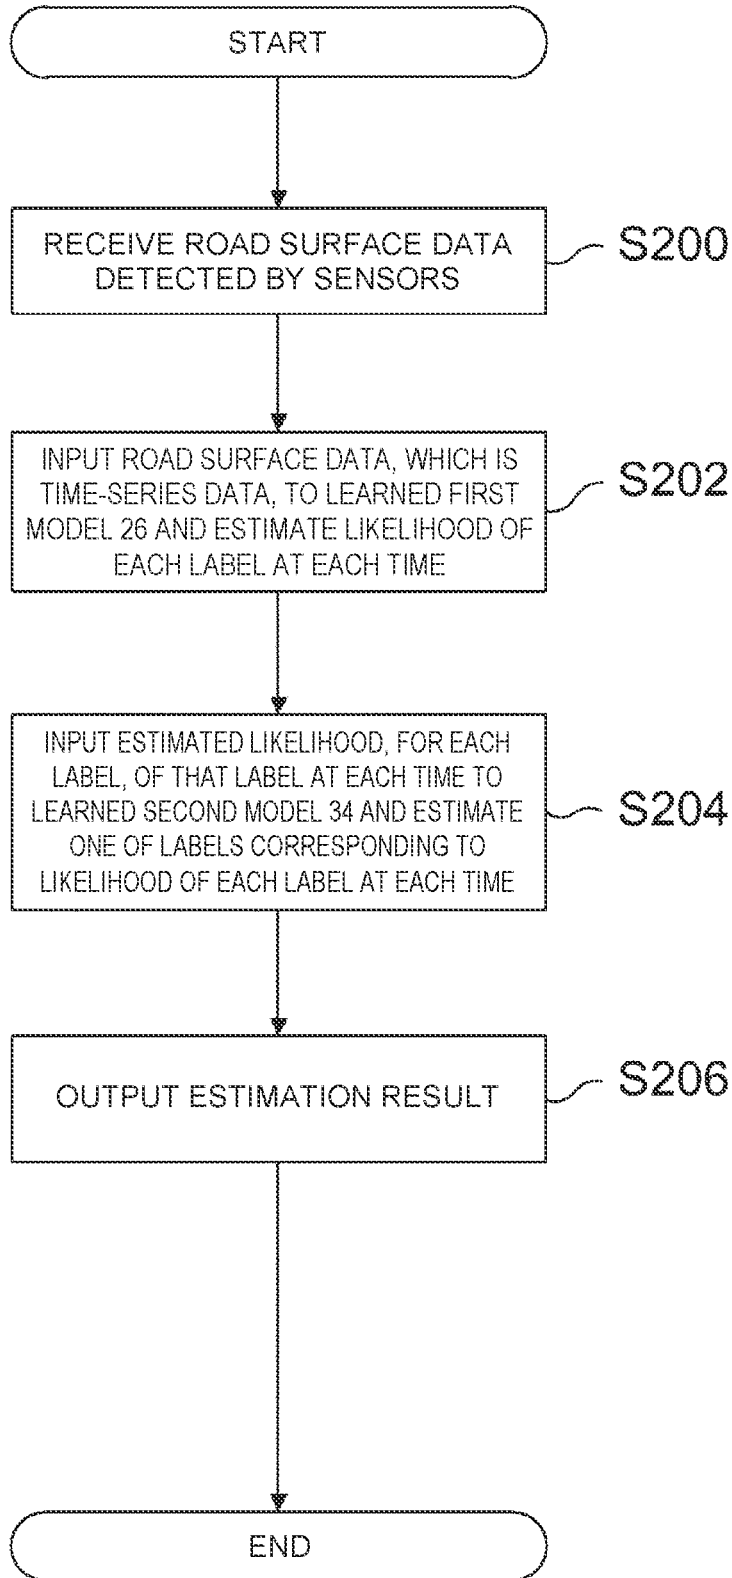 START
RECEIVE ROAD SURFACE DATA
DETECTED BY SENSORS
S200
INPUT ROAD SURFACE DATA, WHICH IS
TIME-SERIES DATA, TO LEARNED FIRST
MODEL 26 AND ESTIMATE LIKELIHOOD OF
EACH LABEL AT EACH TIME
S202
INPUT ESTIMATED LIKELIHOOD, FOR EACH
LABEL, OF THAT LABEL AT EACH TIME TO
LEARNED SECOND MODEL 34 AND ESTIMATE
ONE OF LABELS CORRESPONDING TO
LIKELIHOOD OF EACH LABEL AT EACH TIME
S204
OUTPUT ESTIMATION RESULT
S206
END